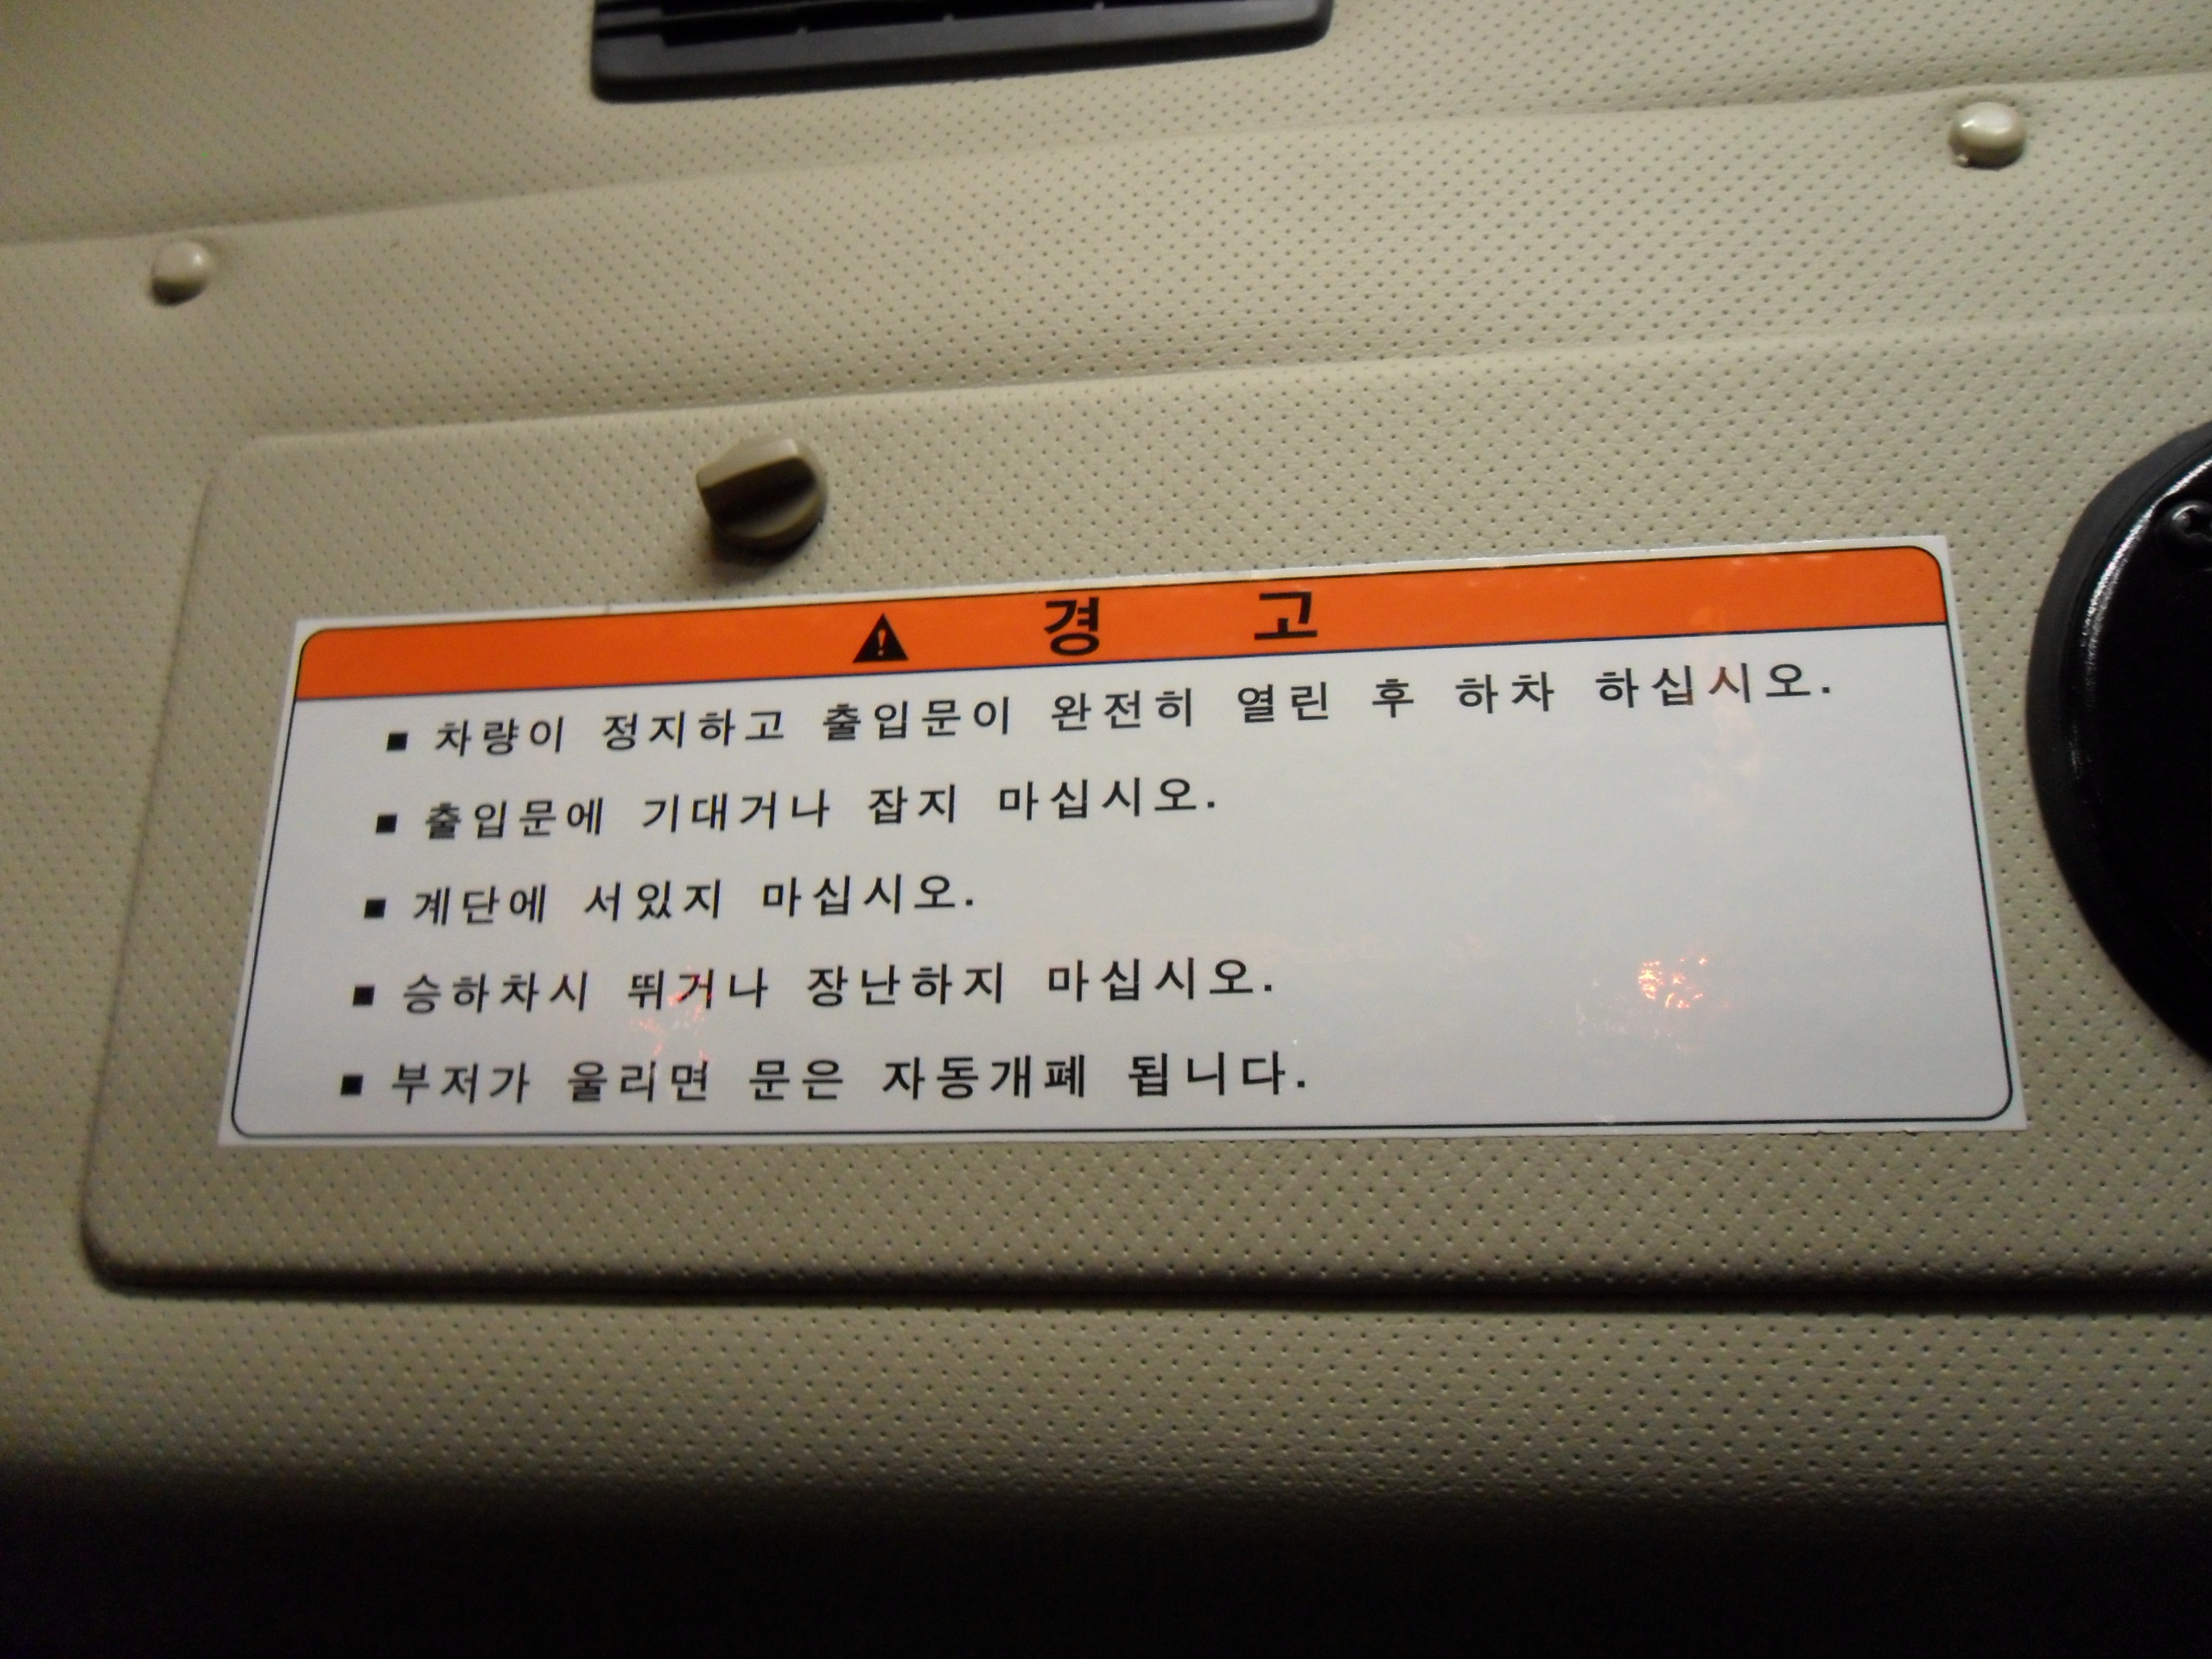 경 고
■ 차량이 정지하고 출입문이 완전히 열린 후 하차 하십시오.
■ 출입문에 기대거나 잡지 마십시오.
■ 계단에 서있지 마십시오.
■ 승하차시 뛰거나 장난하지 마십시오.
■ 부저가 울리면 문은 자동개폐 됩니다.